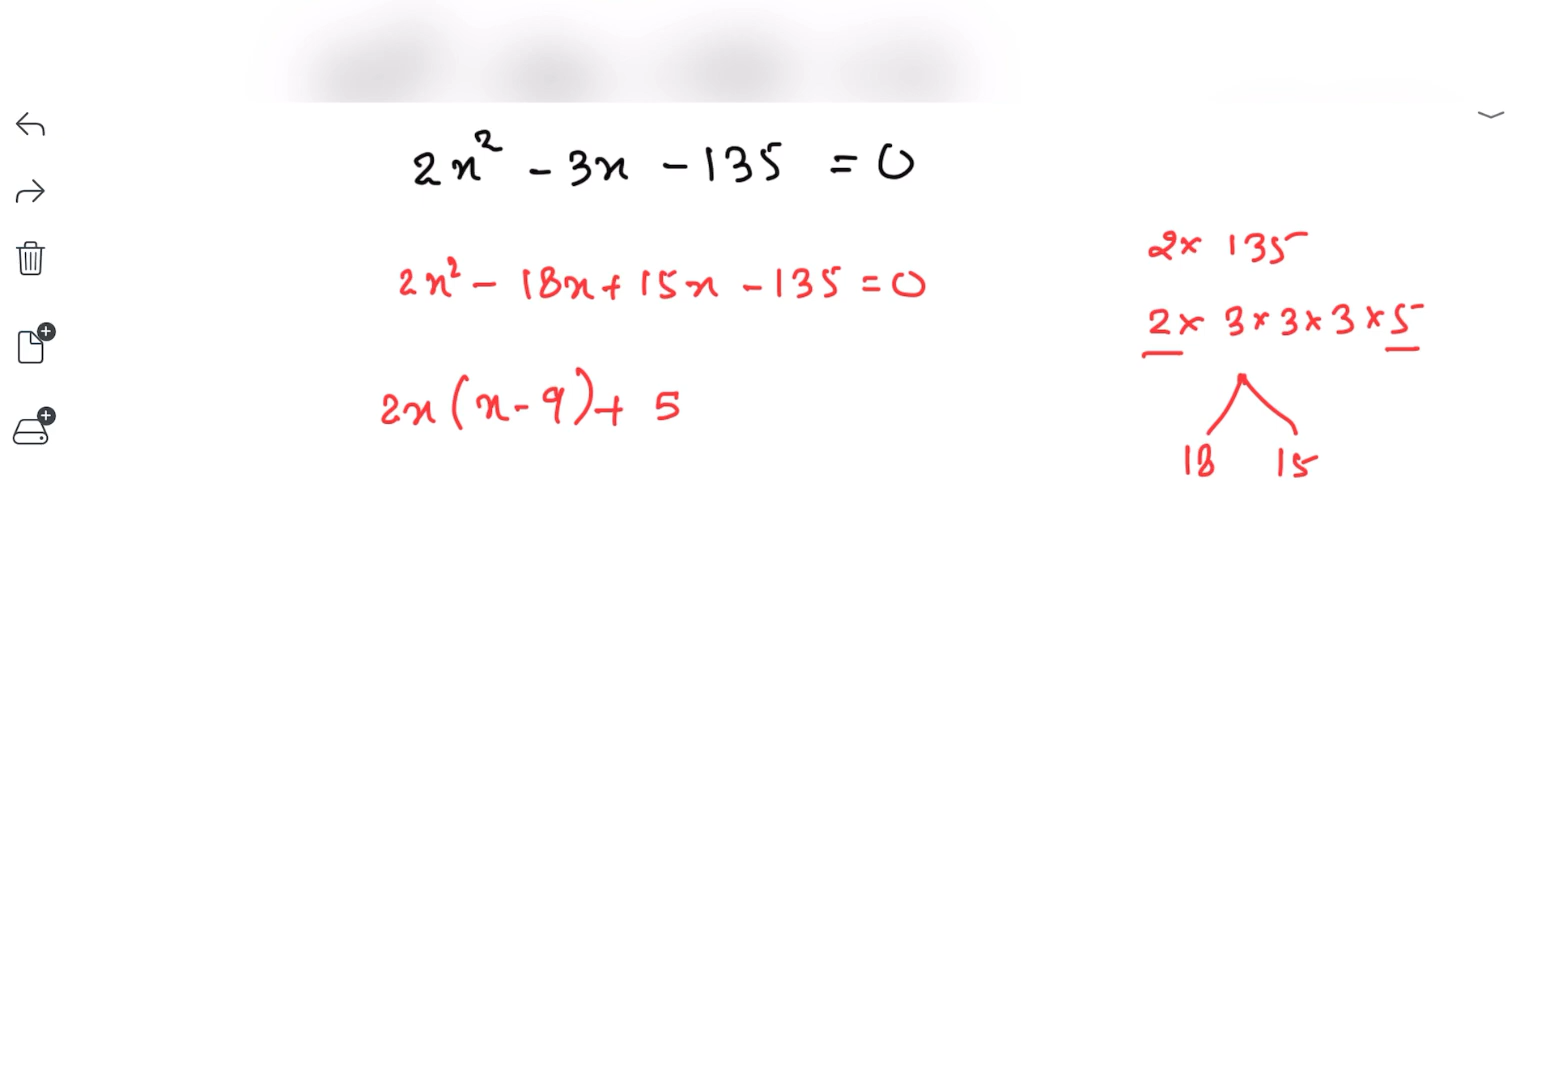 2x² - 3x - 135 = 0
2x² - 18x + 15x - 135 = 0
2x (x - 9) + 5
2 x 135
2 x 3 x 3 x 3 x 5
18 15